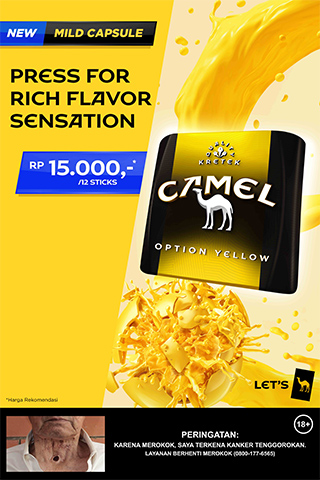 NEW MILD CAPSULE
PRESS FOR
RICH FLAVOR
SENSATION
RP 15.000,-*
/12 STICKS
KRETEK
CAMEL
OPTION YELLOW
LET'S
*Harga Rekomendasi
18+
PERINGATAN:
KARENA MEROKOK, SAYA TERKENA KANKER TENGGOROKAN.
LAYANAN BERHENTI MEROKOK (0800-177-6565)